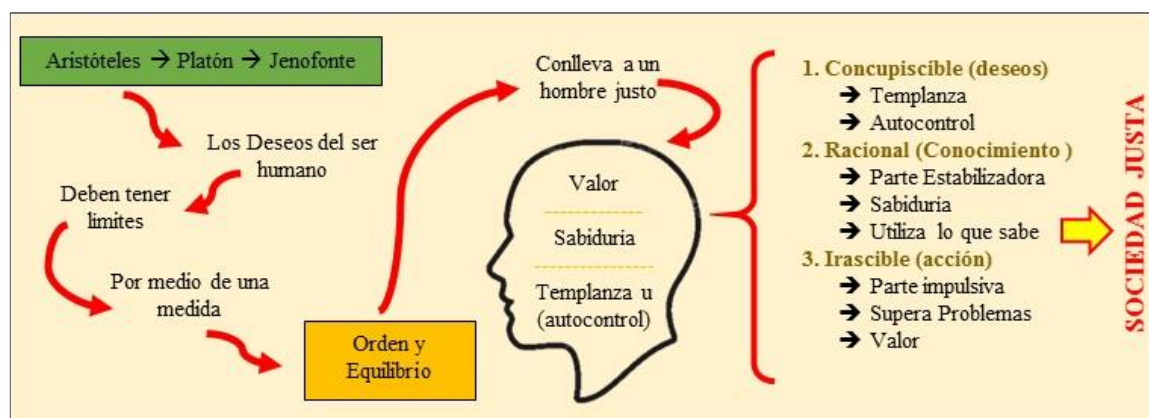 Aristóteles → Platón → Jenofonte
Los Deseos del ser
humano
Deben tener
limites
Por medio de una
medida
Orden y
Equilibrio
Conlleva a un
hombre justo
Valor
Sabiduria
Templanza u
(autocontrol)
1. Concupiscible (deseos)
→ Templanza
→ Autocontrol
2. Racional (Conocimiento )
→ Parte Estabilizadora
→ Sabiduria
→ Utiliza lo que sabe
3. Irascible (acción)
→ Parte impulsiva
→ Supera Problemas
→ Valor
SOCIEDAD JUSTA